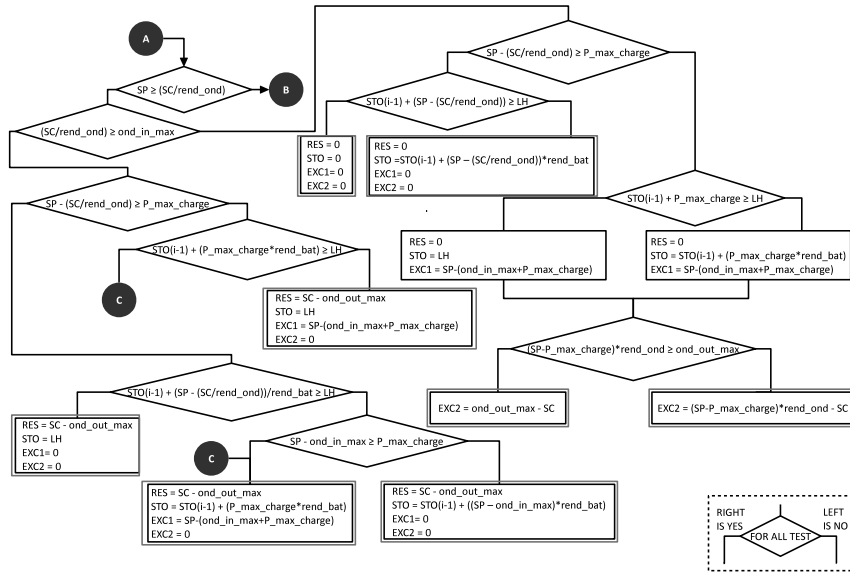 A
SP ≥ (SC/rend_ond)
B
(SC/rend_ond) ≥ ond_in_max
SP - (SC/rend_ond) ≥ P_max_charge
STO(i-1) + (SP - (SC/rend_ond)) ≥ LH
RES = 0
STO = 0
EXC1= 0
EXC2 = 0
RES = 0
STO =STO(i-1) + (SP – (SC/rend_ond))*rend_bat
EXC1= 0
EXC2 = 0
SP - (SC/rend_ond) ≥ P_max_charge
STO(i-1) + P_max_charge ≥ LH
STO(i-1) + (P_max_charge*rend_bat) ≥ LH
C
RES = 0
STO = LH
EXC1 = SP-(ond_in_max+P_max_charge)
RES = 0
STO = STO(i-1) + (P_max_charge*rend_bat)
EXC1 = SP-(ond_in_max+P_max_charge)
RES = SC - ond_out_max
STO = LH
EXC1 = SP-(ond_in_max+P_max_charge)
EXC2 = 0
(SP-P_max_charge)*rend_ond ≥ ond_out_max
STO(i-1) + (SP - (SC/rend_ond))/rend_bat ≥ LH
EXC2 = ond_out_max - SC
EXC2 = (SP-P_max_charge)*rend_ond - SC
RES = SC - ond_out_max
STO = LH
EXC1= 0
EXC2 = 0
SP - ond_in_max ≥ P_max_charge
C
RES = SC - ond_out_max
STO = STO(i-1) + (P_max_charge*rend_bat)
EXC1 = SP-(ond_in_max+P_max_charge)
EXC2 = 0
RES = SC - ond_out_max
STO = STO(i-1) + ((SP – ond_in_max)*rend_bat)
EXC1= 0
EXC2 = 0
RIGHT
IS YES
LEFT
IS NO
FOR ALL TEST